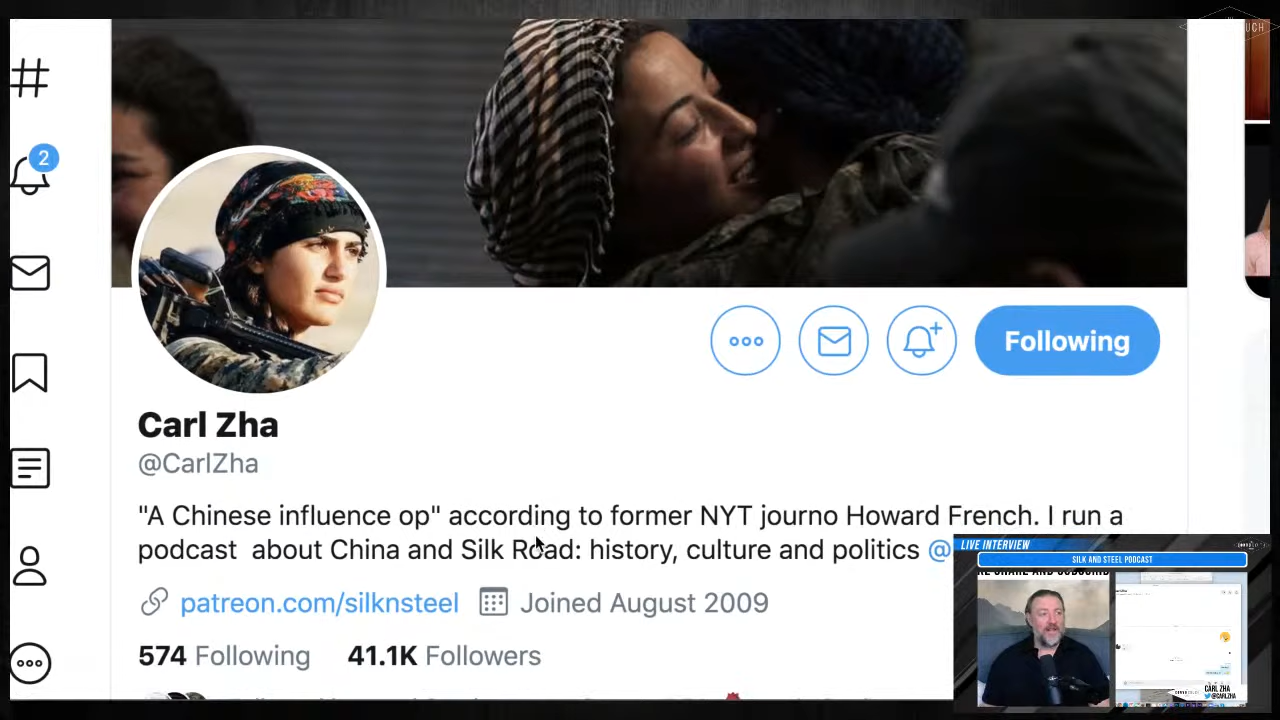 2
Following
Carl Zha
@CarlZha
"A Chinese influence op" according to former NYT journo Howard French. I run a
podcast about China and Silk Road: history, culture and politics @
patreon.com/silknsteel Joined August 2009
574 Following 41.1K Followers
LIVE INTERVIEW
SILK AND STEEL PODCAST
CARL ZHA
@CARLZHA